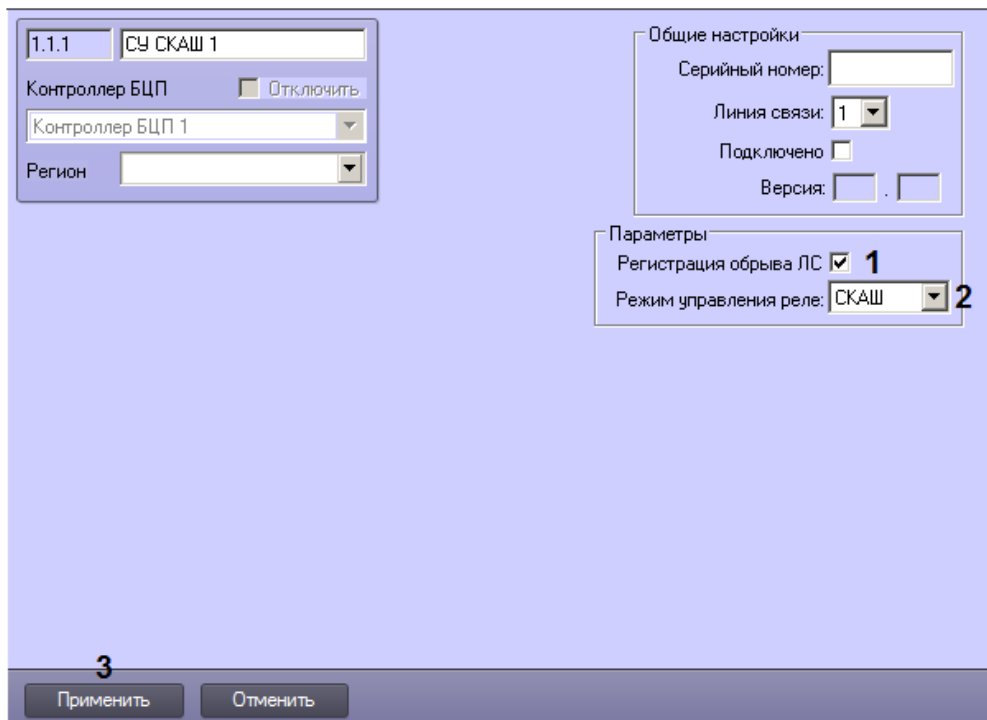 1.1.1 СУ СКАШ 1
Контроллер БЦП Отключить
Контроллер БЦП 1
Регион
Общие настройки
Серийный номер:
Линия связи: 1
Подключено
Версия: .
Параметры
Регистрация обрыва ЛС 1
Режим управления реле: СКАШ 2
3
Применить Отменить